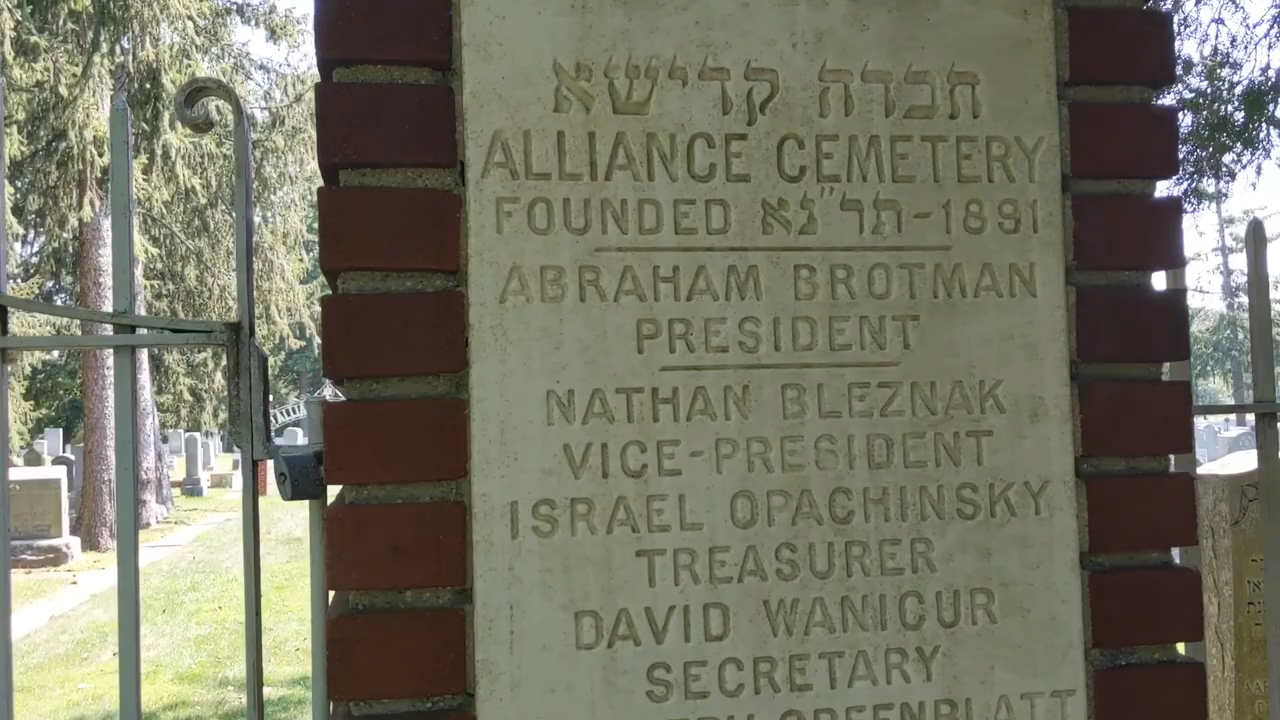 חברה קדישא
ALLIANCE CEMETERY
FOUNDED תר"נא-1891
ABRAHAM BROTMAN
PRESIDENT
NATHAN BLEZNAK
VICE-PRESIDENT
ISRAEL OPACHINSKY
TREASURER
DAVID WANICUR
SECRETARY
GREENBLATT